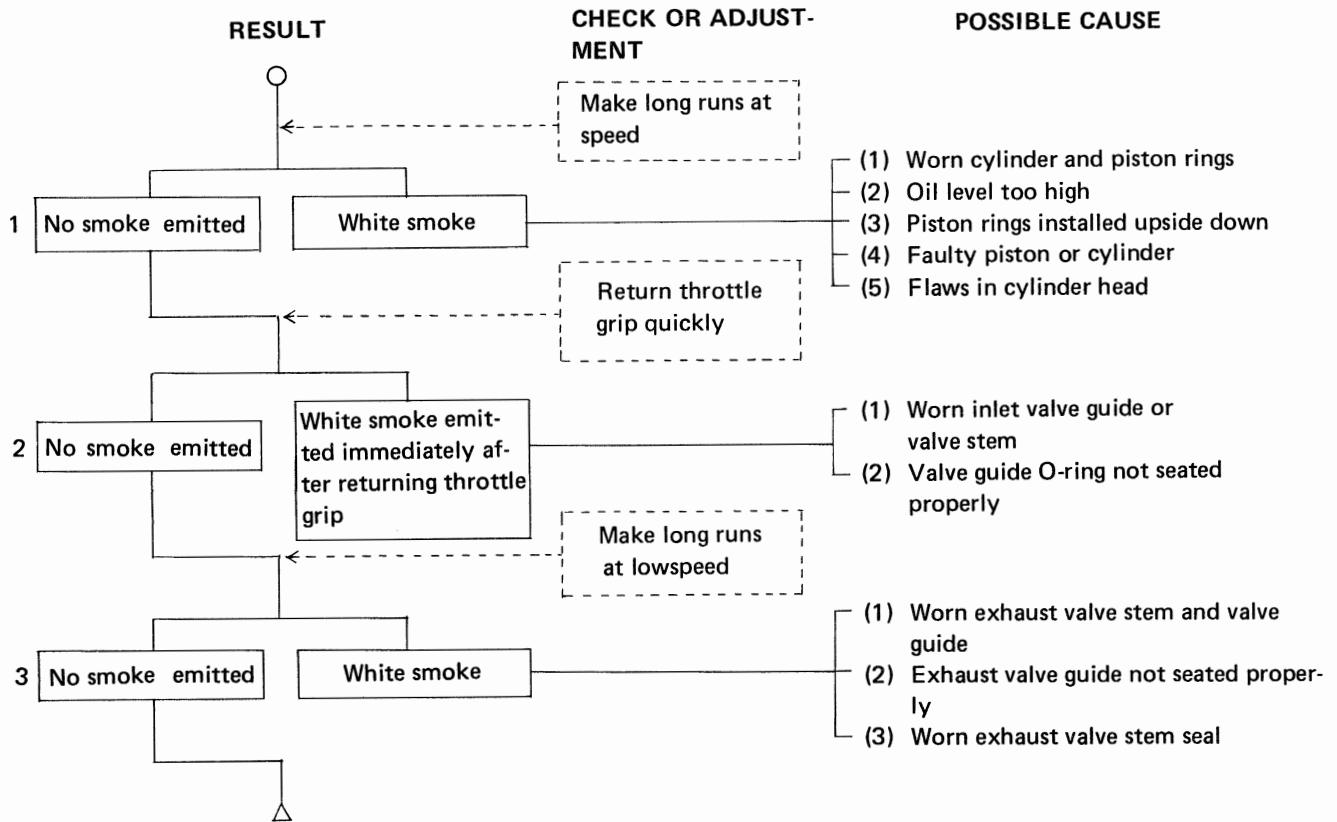 RESULT
CHECK OR ADJUST-
MENT
POSSIBLE CAUSE
Make long runs at
speed
1
No smoke emitted
White smoke
(1) Worn cylinder and piston rings
(2) Oil level too high
(3) Piston rings installed upside down
(4) Faulty piston or cylinder
(5) Flaws in cylinder head
Return throttle
grip quickly
2
No smoke emitted
White smoke emit-
ted immediately af-
ter returning throttle
grip
(1) Worn inlet valve guide or
valve stem
(2) Valve guide O-ring not seated
properly
Make long runs
at lowspeed
3
No smoke emitted
White smoke
(1) Worn exhaust valve stem and valve
guide
(2) Exhaust valve guide not seated proper-
ly
(3) Worn exhaust valve stem seal